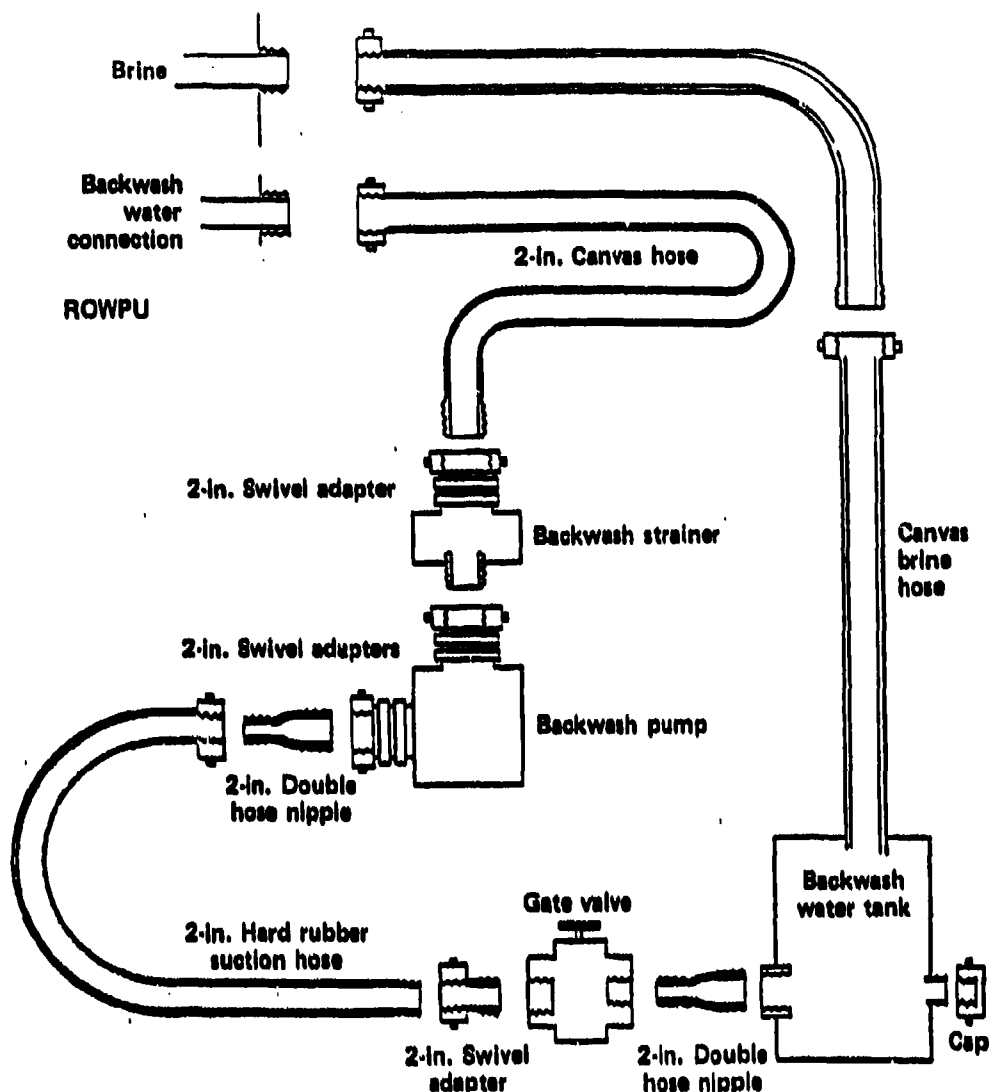 Brine
Backwash
water
connection
2-in. Canvas hose
ROWPU
2-in. Swivel adapter
Backwash strainer
Canvas
brine
hose
2-in. Swivel adapters
Backwash pump
2-in. Double
hose nipple
Backwash
water tank
Gate valve
2-in. Hard rubber
suction hose
Cap
2-in. Swivel
adapter
2-in. Double
hose nipple